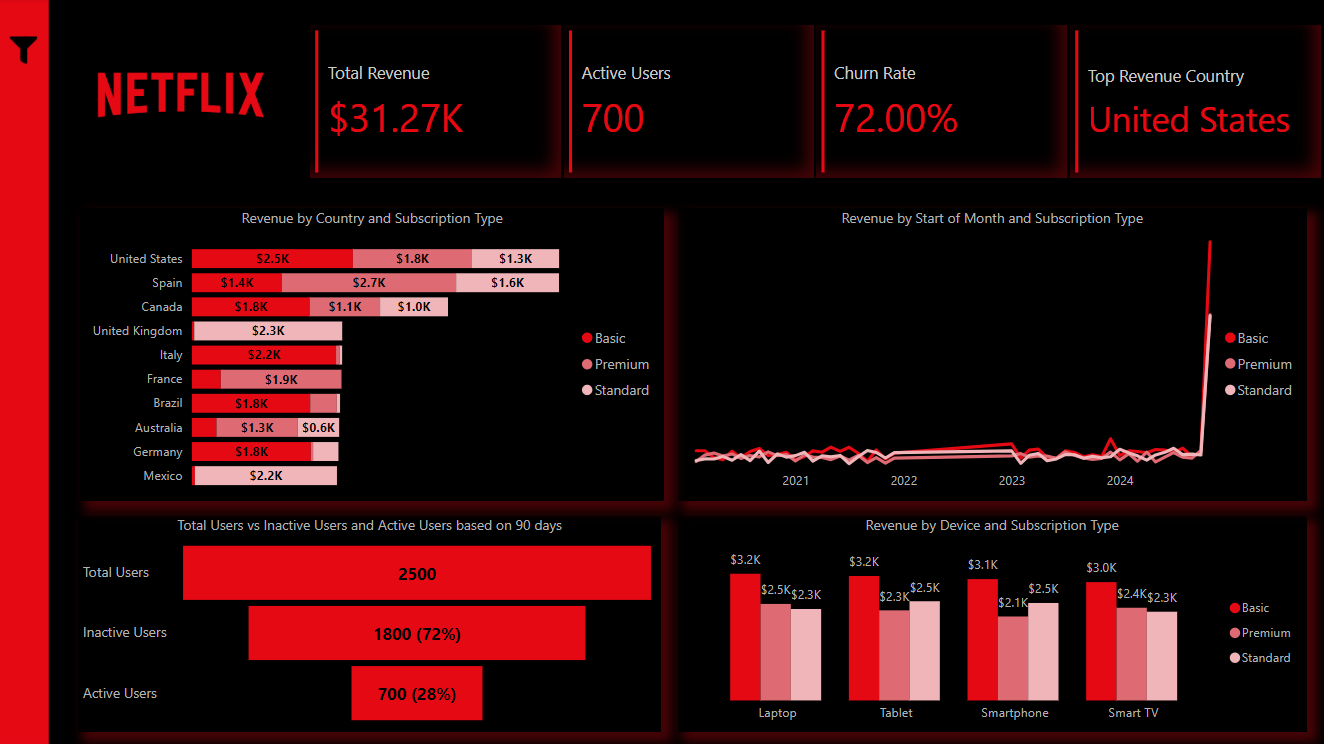 NETFLIX
Total Revenue
$31.27K
Active Users
700
Churn Rate
72.00%
Top Revenue Country
United States
Revenue by Country and Subscription Type
United States $2.5K $1.8K $1.3K
Spain $1.4K $2.7K $1.6K
Canada $1.8K $1.1K $1.0K
United Kingdom $2.3K
Italy $2.2K
France $1.9K
Brazil $1.8K
Australia $1.3K $0.6K
Germany $1.8K
Mexico $2.2K
Basic
Premium
Standard
Revenue by Start of Month and Subscription Type
2021 2022 2023 2024
Basic
Premium
Standard
Total Users vs Inactive Users and Active Users based on 90 days
Total Users 2500
Inactive Users 1800 (72%)
Active Users 700 (28%)
Revenue by Device and Subscription Type
$3.2K $2.5K $2.3K
$3.2K $2.3K $2.5K
$3.1K $2.1K $2.5K
$3.0K $2.4K $2.3K
Laptop Tablet Smartphone Smart TV
Basic
Premium
Standard